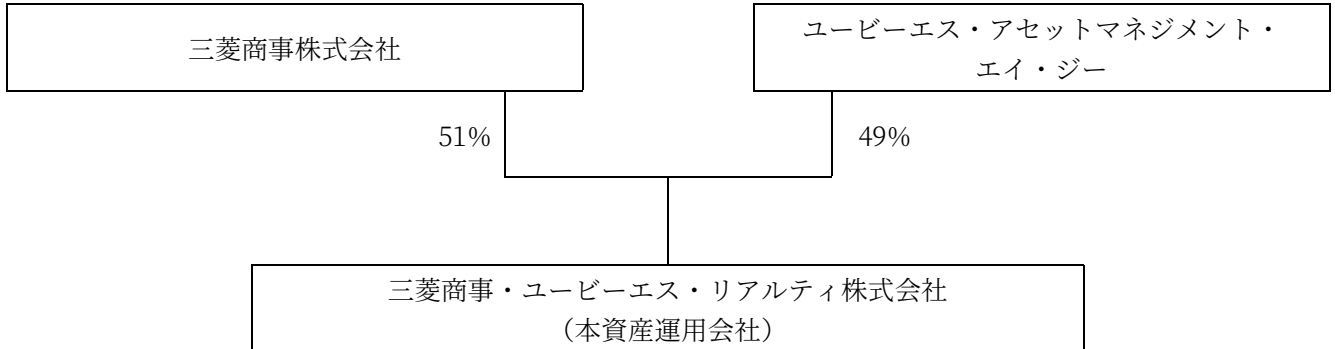 三菱商事株式会社
ユービーエス・アセットマネジメント・
エイ・ジー
51%
49%
三菱商事・ユービーエス・リアルティ株式会社
（本資産運用会社）